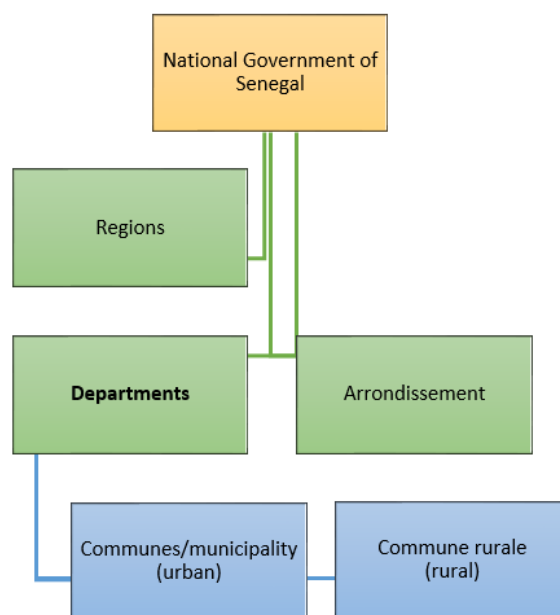 National Government of
Senegal
Regions
Departments
Arrondissement
Communes/municipality
(urban)
Commune rurale
(rural)